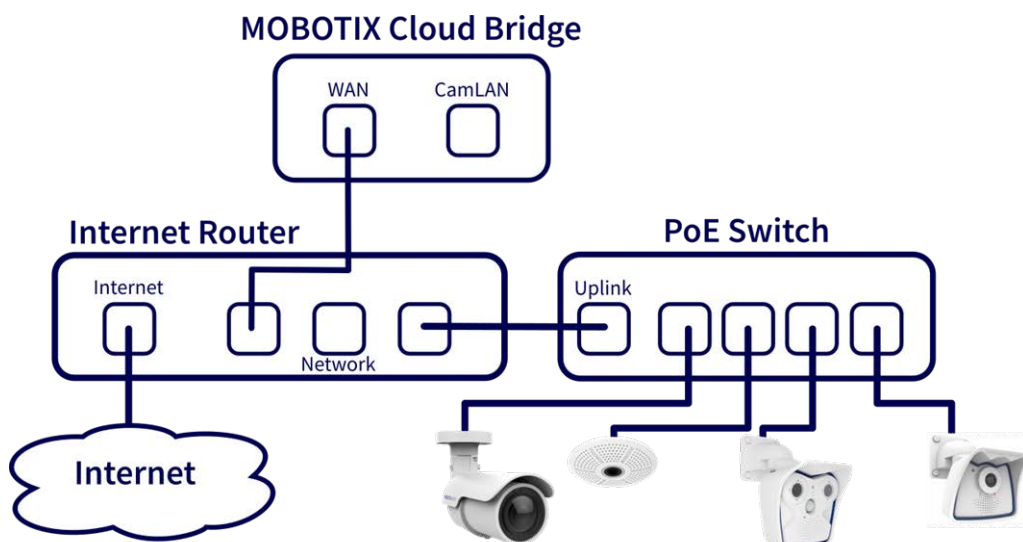 MOBOTIX Cloud Bridge
WAN
CamLAN
Internet Router
PoE Switch
Internet
Uplink
Network
Internet